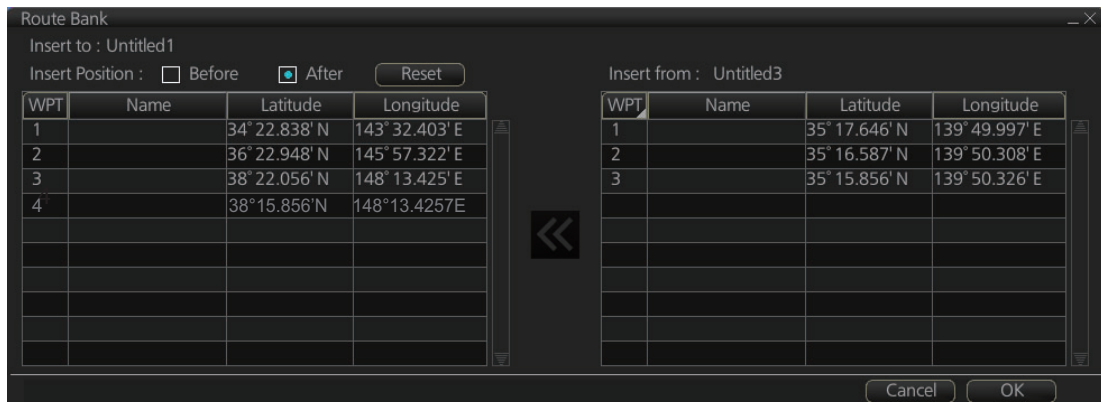 Route Bank
Insert to : Untitled1
Insert Position : Before After Reset Insert from : Untitled3
WPT Name Latitude Longitude WPT Name Latitude Longitude
1 34° 22.838' N 143° 32.403' E 1 35° 17.646' N 139° 49.997' E
2 36° 22.948' N 145° 57.322' E 2 35° 16.587' N 139° 50.308' E
3 38° 22.056' N 148° 13.425' E 3 35° 15.856' N 139° 50.326' E
4 38°15.856'N 148°13.4257E
Cancel OK